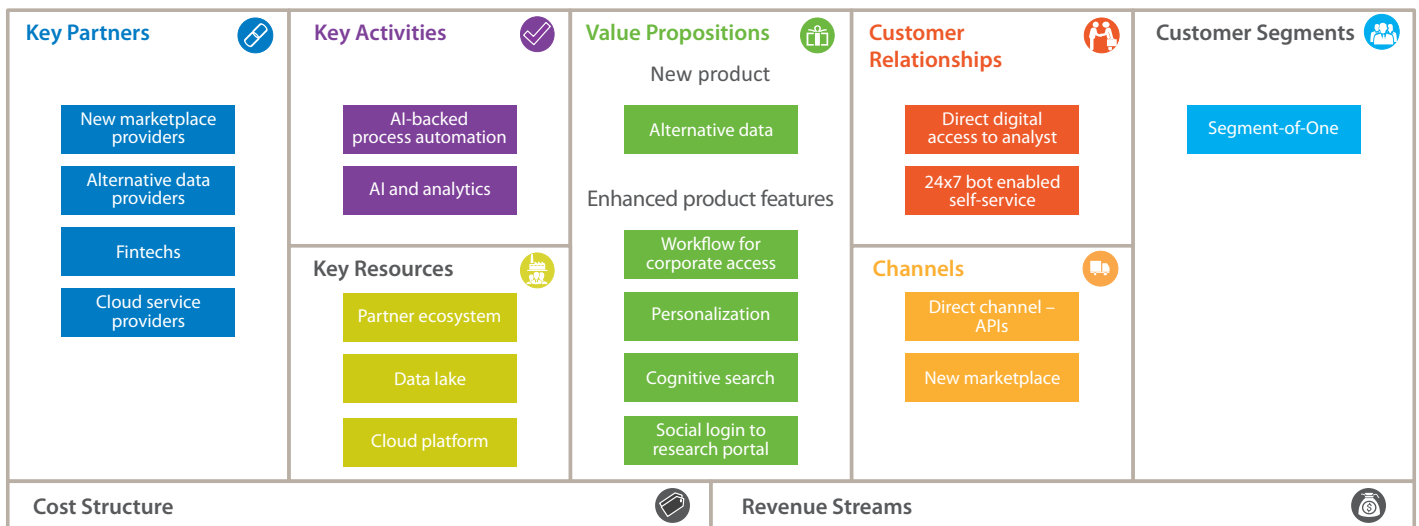 Key Partners
New marketplace
providers
Alternative data
providers
Fintechs
Cloud service
providers
Key Activities
AI-backed
process automation
AI and analytics
Key Resources
Partner ecosystem
Data lake
Cloud platform
Value Propositions
New product
Alternative data
Enhanced product features
Workflow for
corporate access
Personalization
Cognitive search
Social login to
research portal
Customer
Relationships
Direct digital
access to analyst
24x7 bot enabled
self-service
Channels
Direct channel –
APIs
New marketplace
Customer Segments
Segment-of-One
Cost Structure
Revenue Streams
$